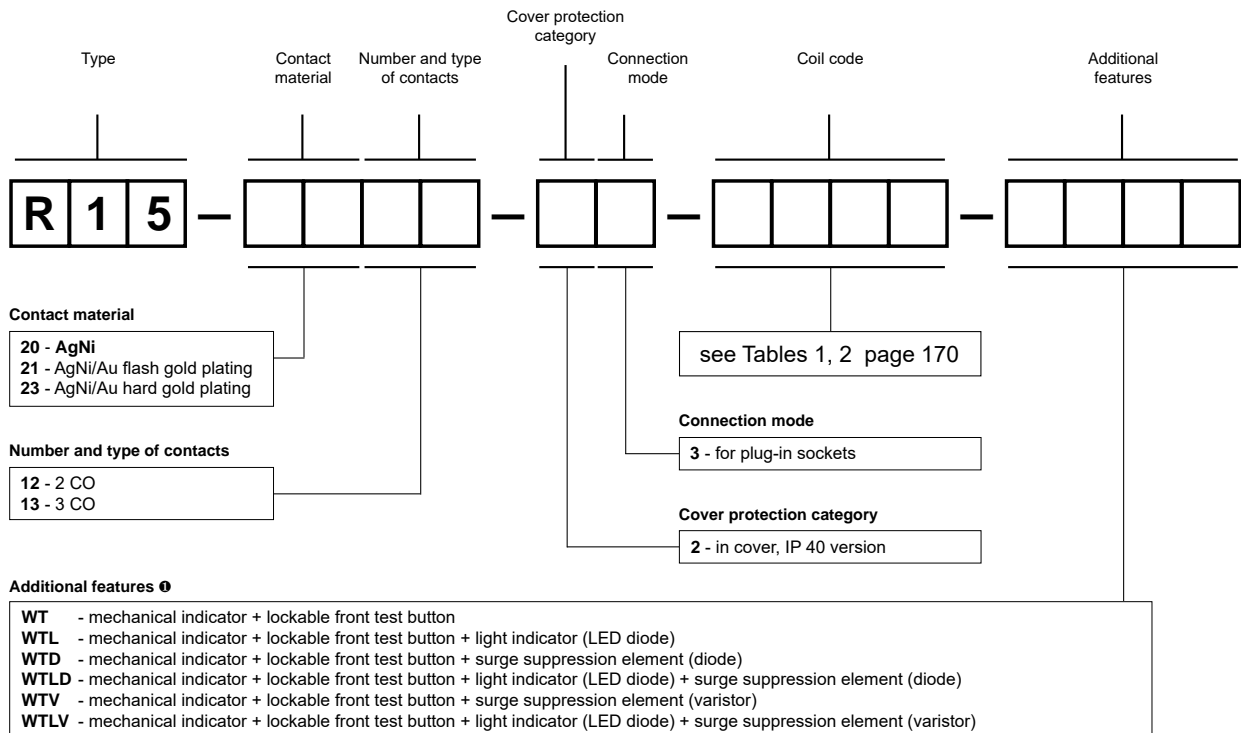 Cover protection
category
Type
Contact
material
Number and type
of contacts
Connection
mode
Coil code
Additional
features
R 1 5 – – – –
Contact material
20 - AgNi
21 - AgNi/Au flash gold plating
23 - AgNi/Au hard gold plating
see Tables 1, 2 page 170
Connection mode
3 - for plug-in sockets
Number and type of contacts
12 - 2 CO
13 - 3 CO
Cover protection category
2 - in cover, IP 40 version
Additional features ❶
WT - mechanical indicator + lockable front test button
WTL - mechanical indicator + lockable front test button + light indicator (LED diode)
WTD - mechanical indicator + lockable front test button + surge suppression element (diode)
WTLD - mechanical indicator + lockable front test button + light indicator (LED diode) + surge suppression element (diode)
WTV - mechanical indicator + lockable front test button + surge suppression element (varistor)
WTLV - mechanical indicator + lockable front test button + light indicator (LED diode) + surge suppression element (varistor)